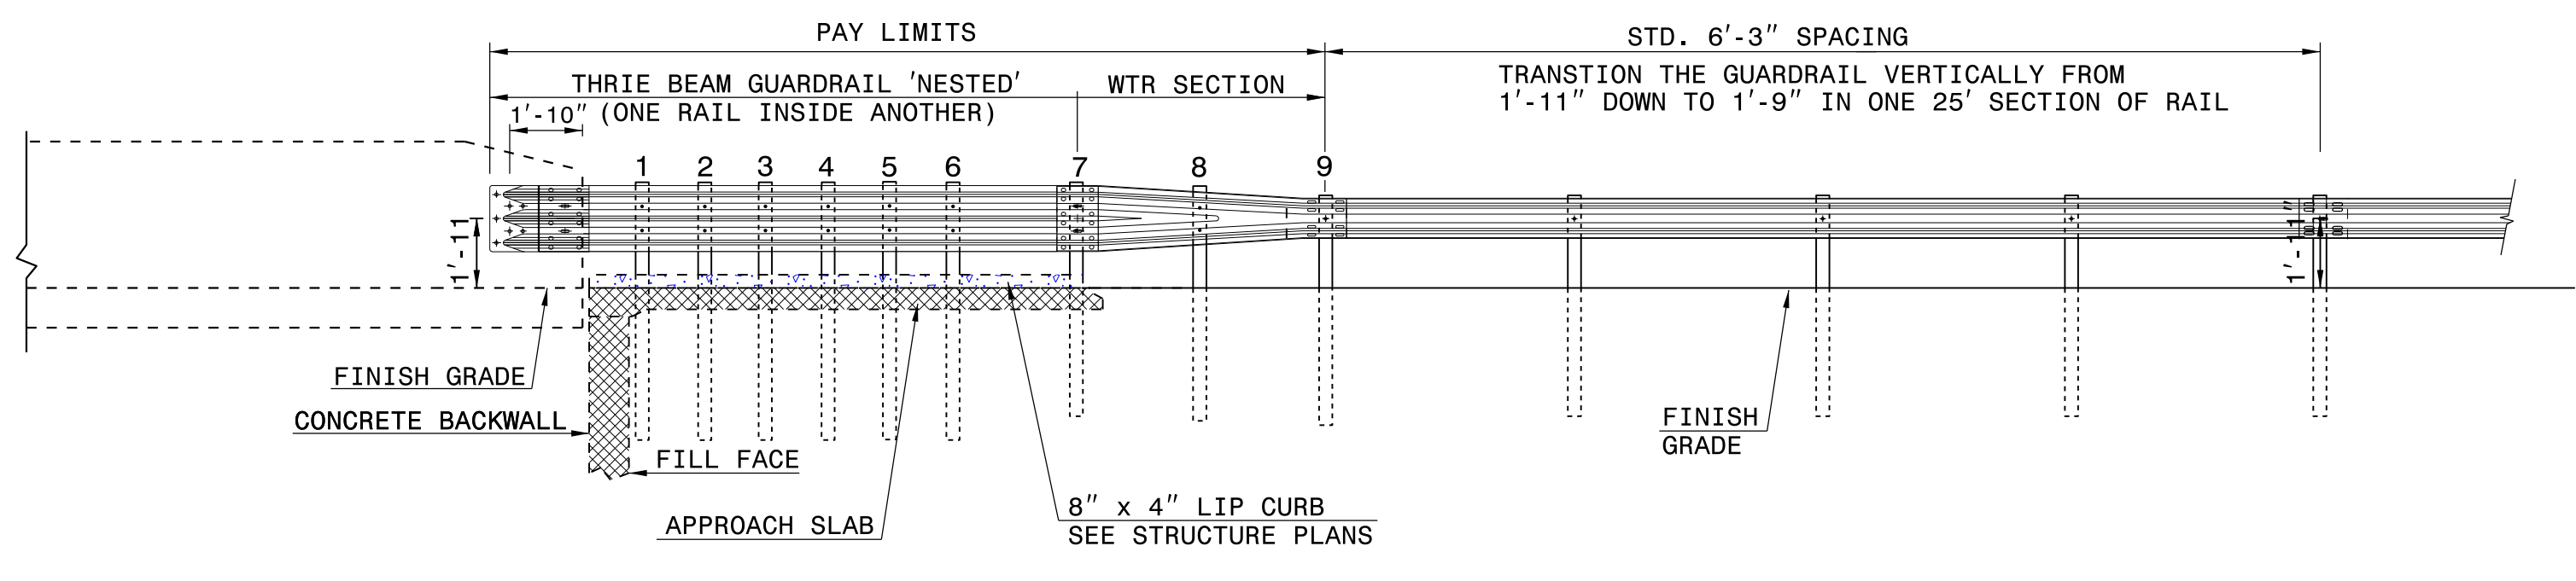 PAY LIMITS
STD. 6'-3" SPACING
THRIE BEAM GUARDRAIL 'NESTED'
(ONE RAIL INSIDE ANOTHER)
WTR SECTION
TRANSTION THE GUARDRAIL VERTICALLY FROM
1'-11" DOWN TO 1'-9" IN ONE 25' SECTION OF RAIL
1'-10"
1 2 3 4 5 6 7 8 9
1'-11
1'-11"
FINISH GRADE
CONCRETE BACKWALL
FILL FACE
APPROACH SLAB
8" x 4" LIP CURB
SEE STRUCTURE PLANS
FINISH
GRADE